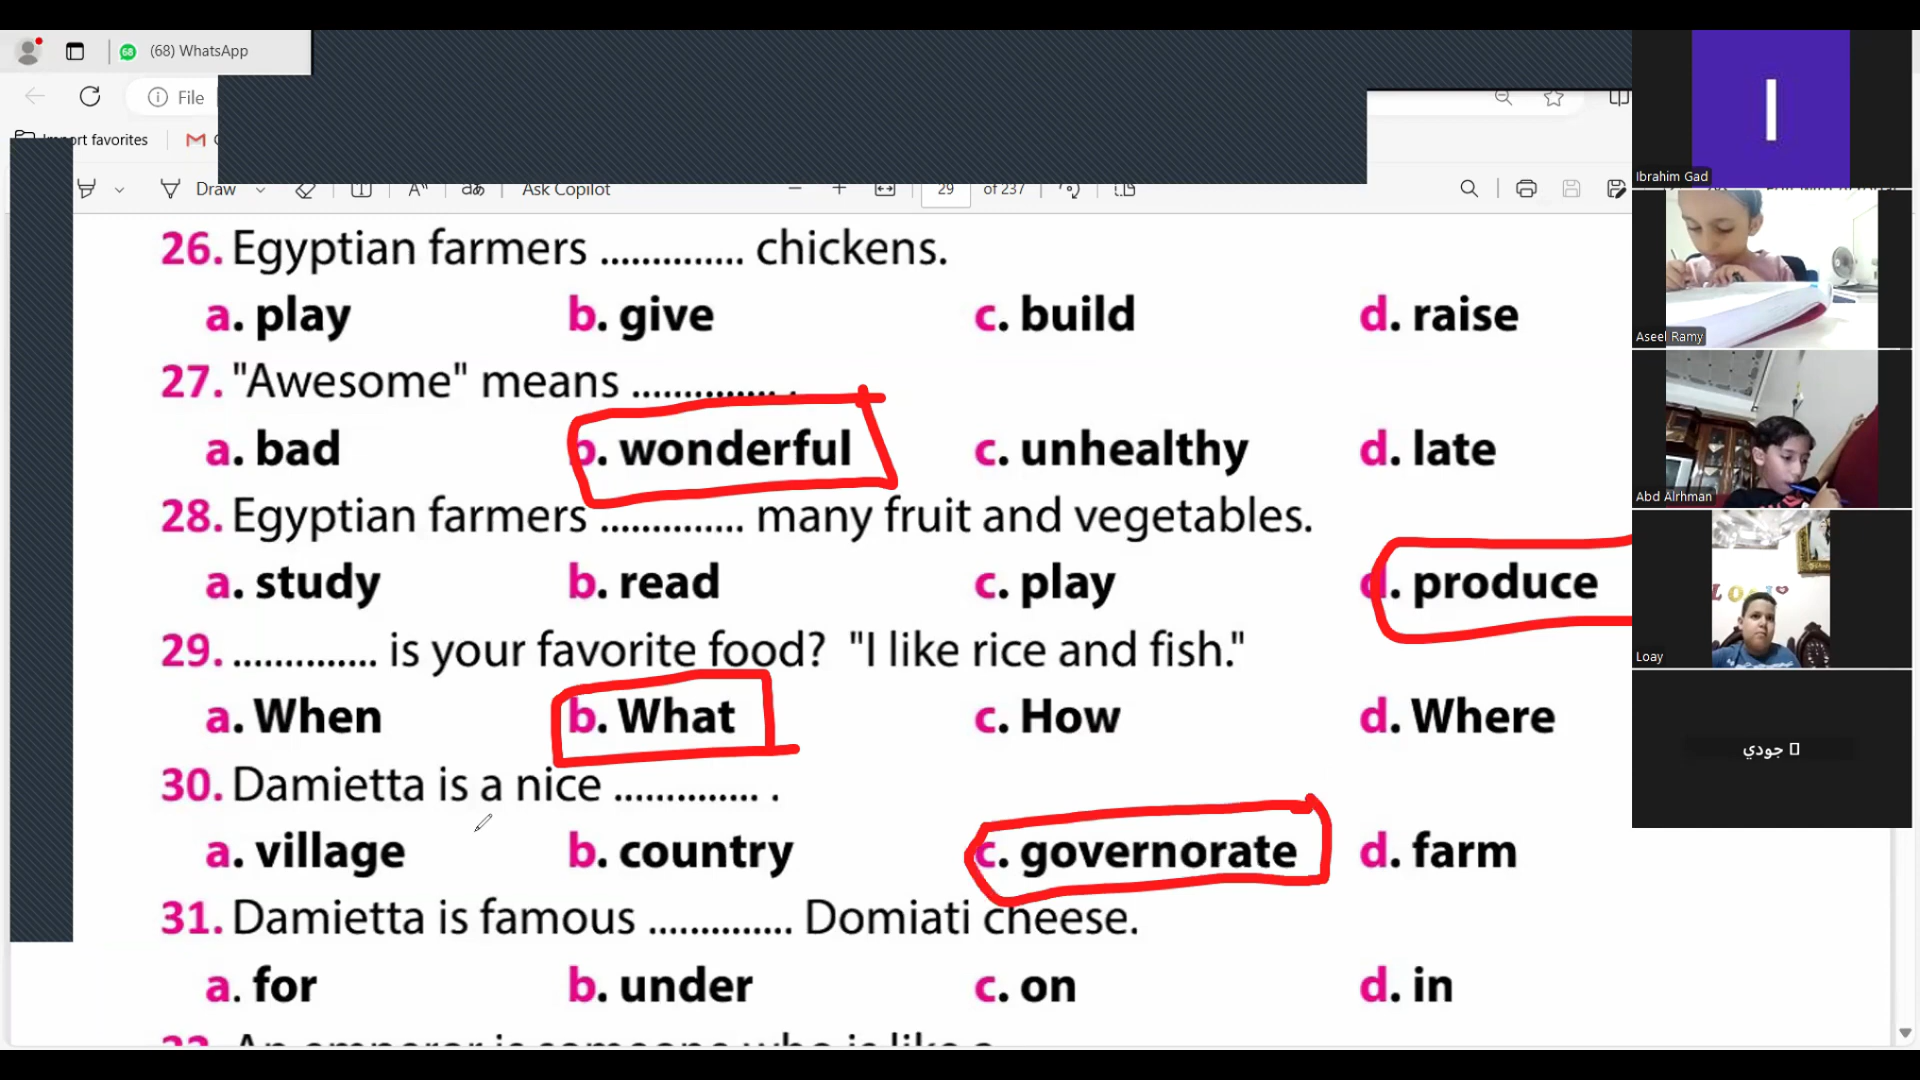 (68) WhatsApp
File
Import favorites
Draw
Ask Copilot
29 of 237
26. Egyptian farmers .............. chickens.
a. play b. give c. build d. raise
27. "Awesome" means .............. .
a. bad b. wonderful c. unhealthy d. late
28. Egyptian farmers .............. many fruit and vegetables.
a. study b. read c. play d. produce
29. .............. is your favorite food? "I like rice and fish."
a. When b. What c. How d. Where
30. Damietta is a nice .............. .
a. village b. country c. governorate d. farm
31. Damietta is famous .............. Domiati cheese.
a. for b. under c. on d. in
I
Ibrahim Gad
Aseel Ramy
Abd Alrhman
LOAI
Loay
جودي